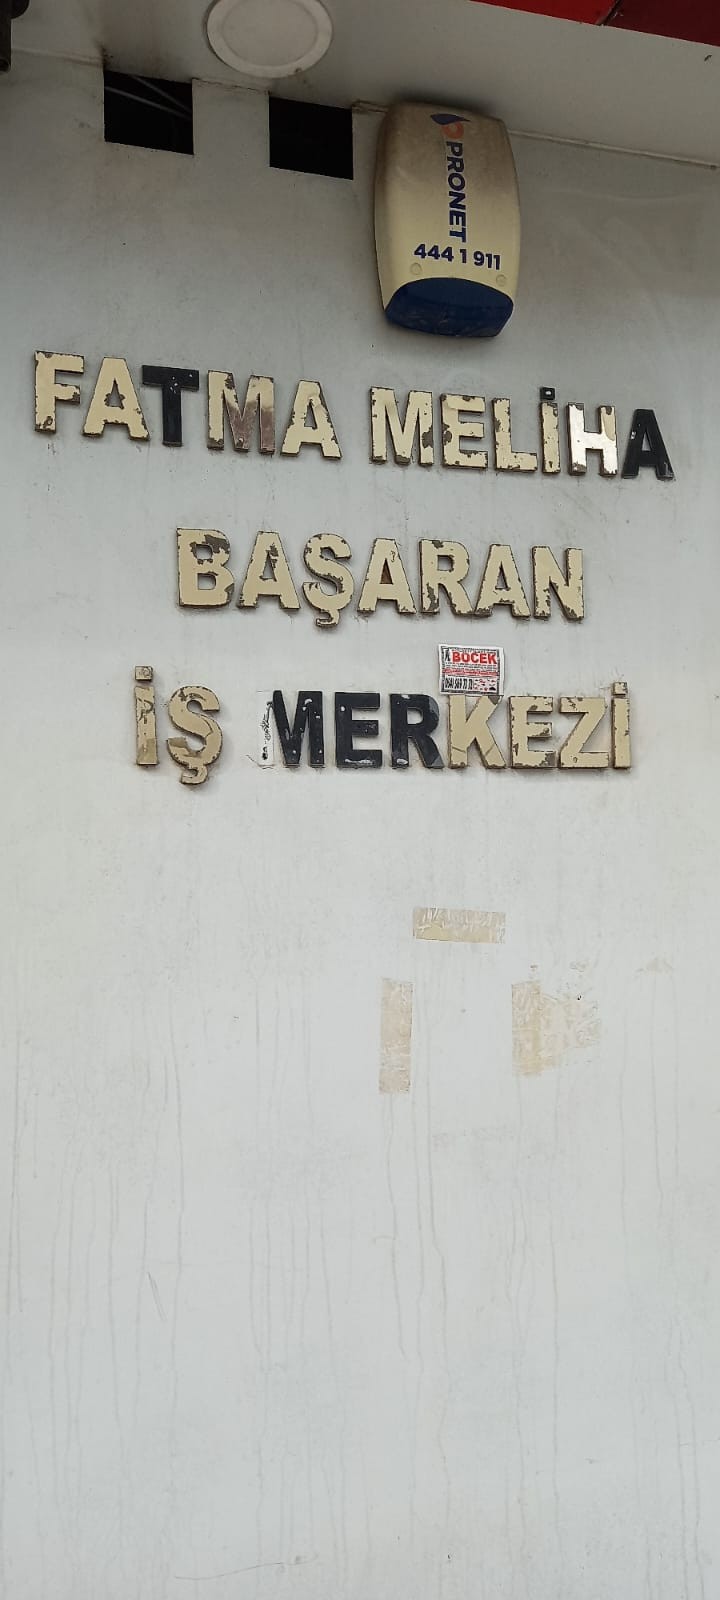 PRONET
444 1 911
FATMA MELİHA
BAŞARAN
BÖCEK
İŞ MERKEZİ